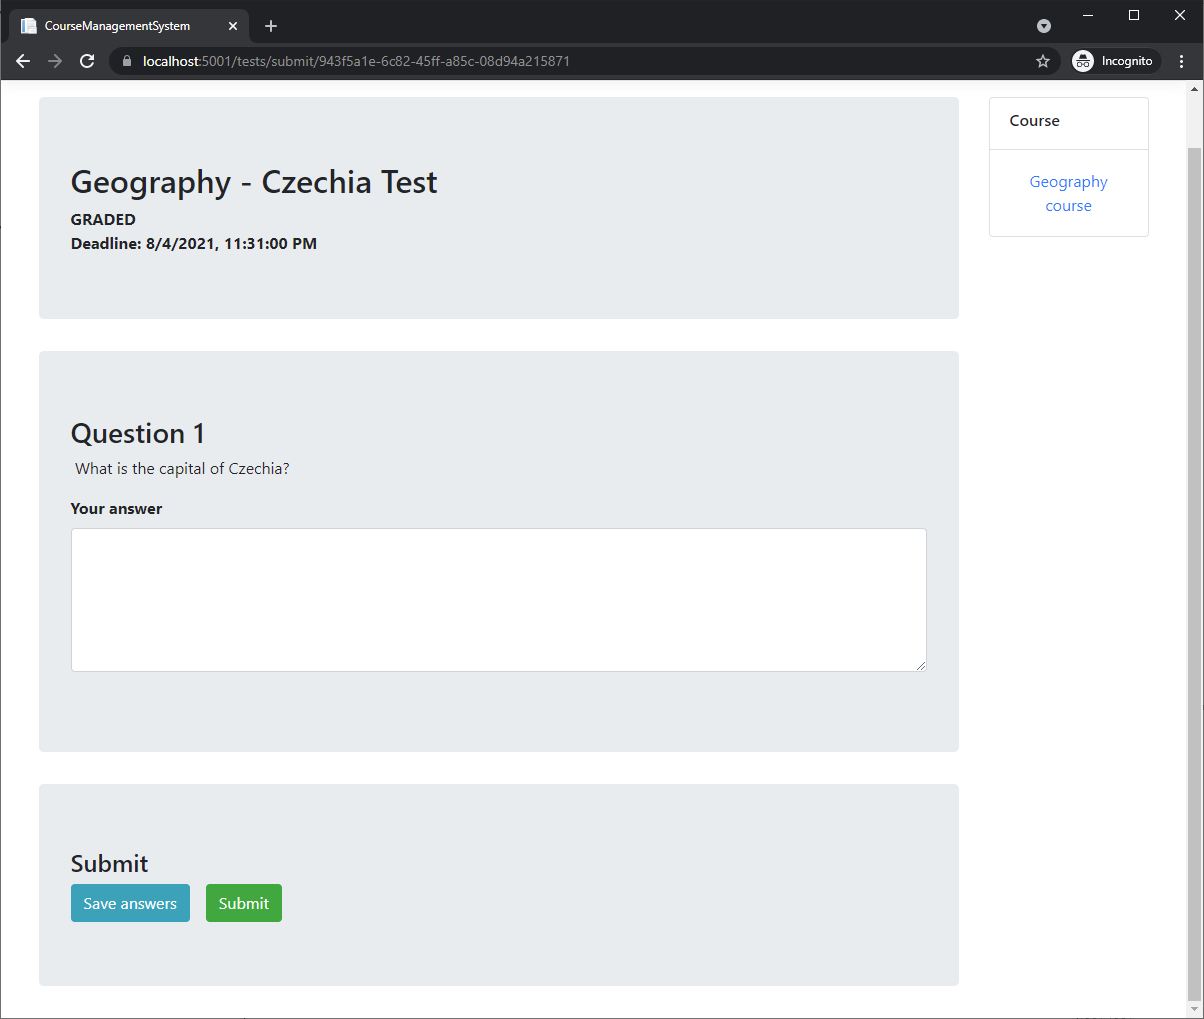 CourseManagementSystem
localhost:5001/tests/submit/943f5a1e-6c82-45ff-a85c-08d94a215871
Incognito
Geography - Czechia Test
GRADED
Deadline: 8/4/2021, 11:31:00 PM
Course
Geography
course
Question 1
What is the capital of Czechia?
Your answer
Submit
Save answers
Submit